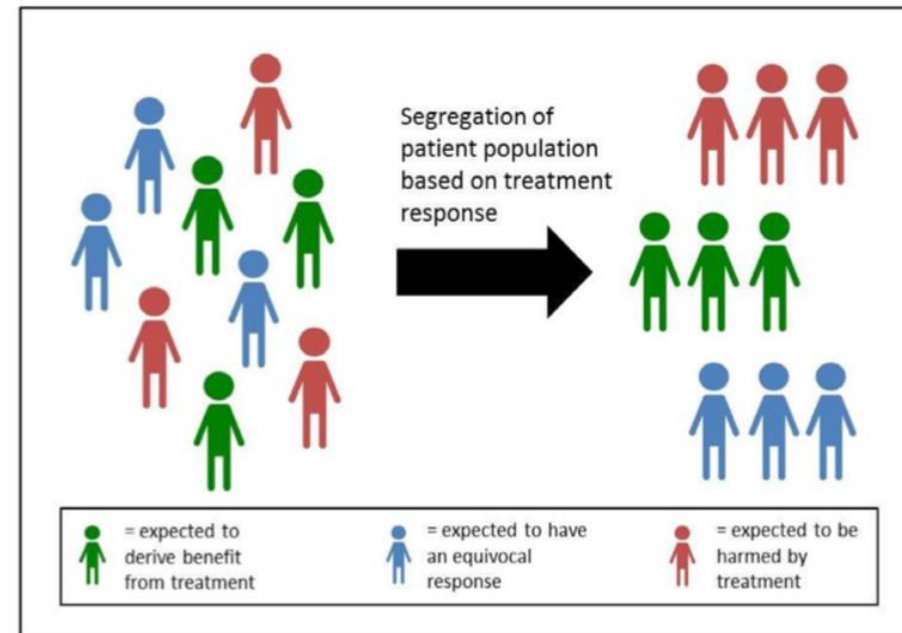 Segregation of
patient population
based on treatment
response
= expected to
derive benefit
from treatment
= expected to have
an equivocal
response
= expected to be
harmed by
treatment